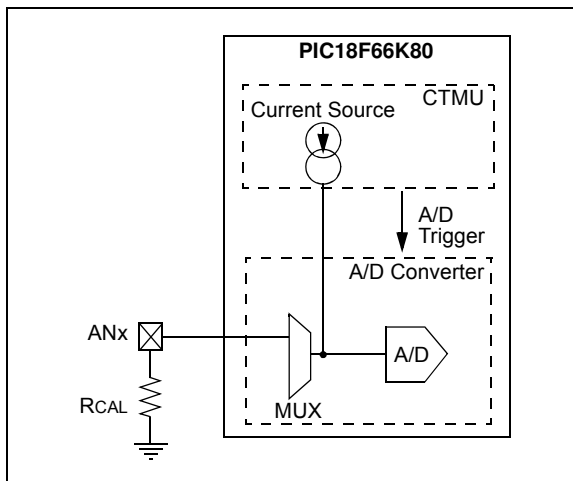 PIC18F66K80
CTMU
Current Source
A/D
Trigger
A/D Converter
ANx
A/D
RCAL
MUX